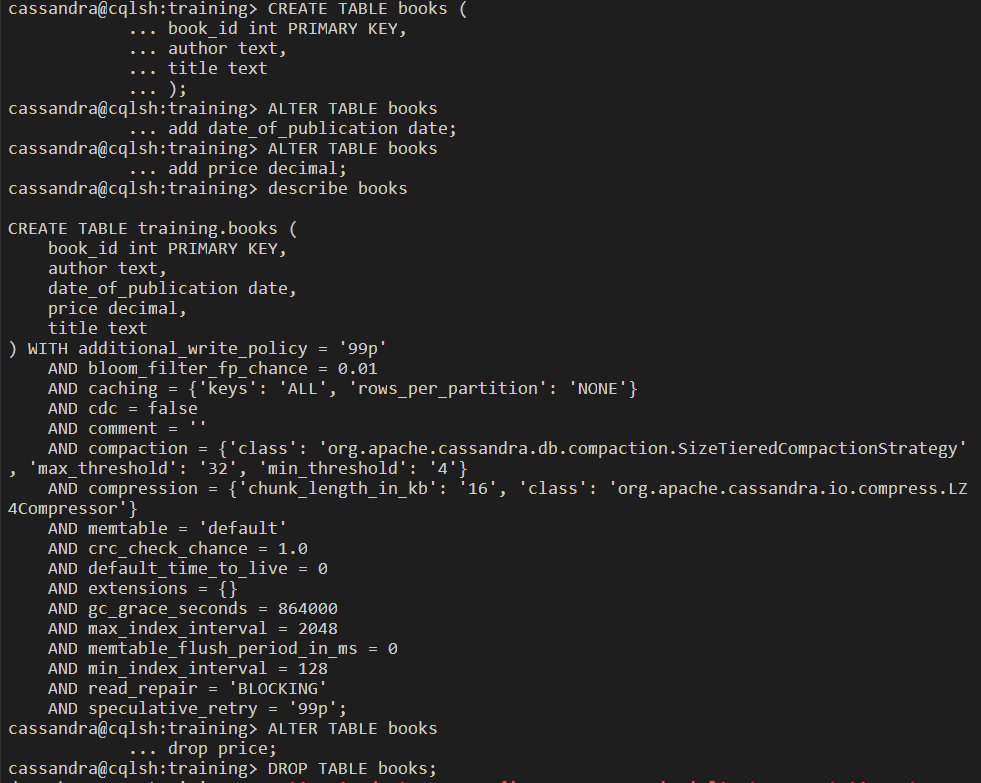 cassandra@cqlsh:training> CREATE TABLE books (
            ... book_id int PRIMARY KEY,
            ... author text,
            ... title text
            ... );
cassandra@cqlsh:training> ALTER TABLE books
            ... add date_of_publication date;
cassandra@cqlsh:training> ALTER TABLE books
            ... add price decimal;
cassandra@cqlsh:training> describe books

CREATE TABLE training.books (
    book_id int PRIMARY KEY,
    author text,
    date_of_publication date,
    price decimal,
    title text
) WITH additional_write_policy = '99p'
    AND bloom_filter_fp_chance = 0.01
    AND caching = {'keys': 'ALL', 'rows_per_partition': 'NONE'}
    AND cdc = false
    AND comment = ''
    AND compaction = {'class': 'org.apache.cassandra.db.compaction.SizeTieredCompactionStrategy'
, 'max_threshold': '32', 'min_threshold': '4'}
    AND compression = {'chunk_length_in_kb': '16', 'class': 'org.apache.cassandra.io.compress.LZ
4Compressor'}
    AND memtable = 'default'
    AND crc_check_chance = 1.0
    AND default_time_to_live = 0
    AND extensions = {}
    AND gc_grace_seconds = 864000
    AND max_index_interval = 2048
    AND memtable_flush_period_in_ms = 0
    AND min_index_interval = 128
    AND read_repair = 'BLOCKING'
    AND speculative_retry = '99p';
cassandra@cqlsh:training> ALTER TABLE books
            ... drop price;
cassandra@cqlsh:training> DROP TABLE books;